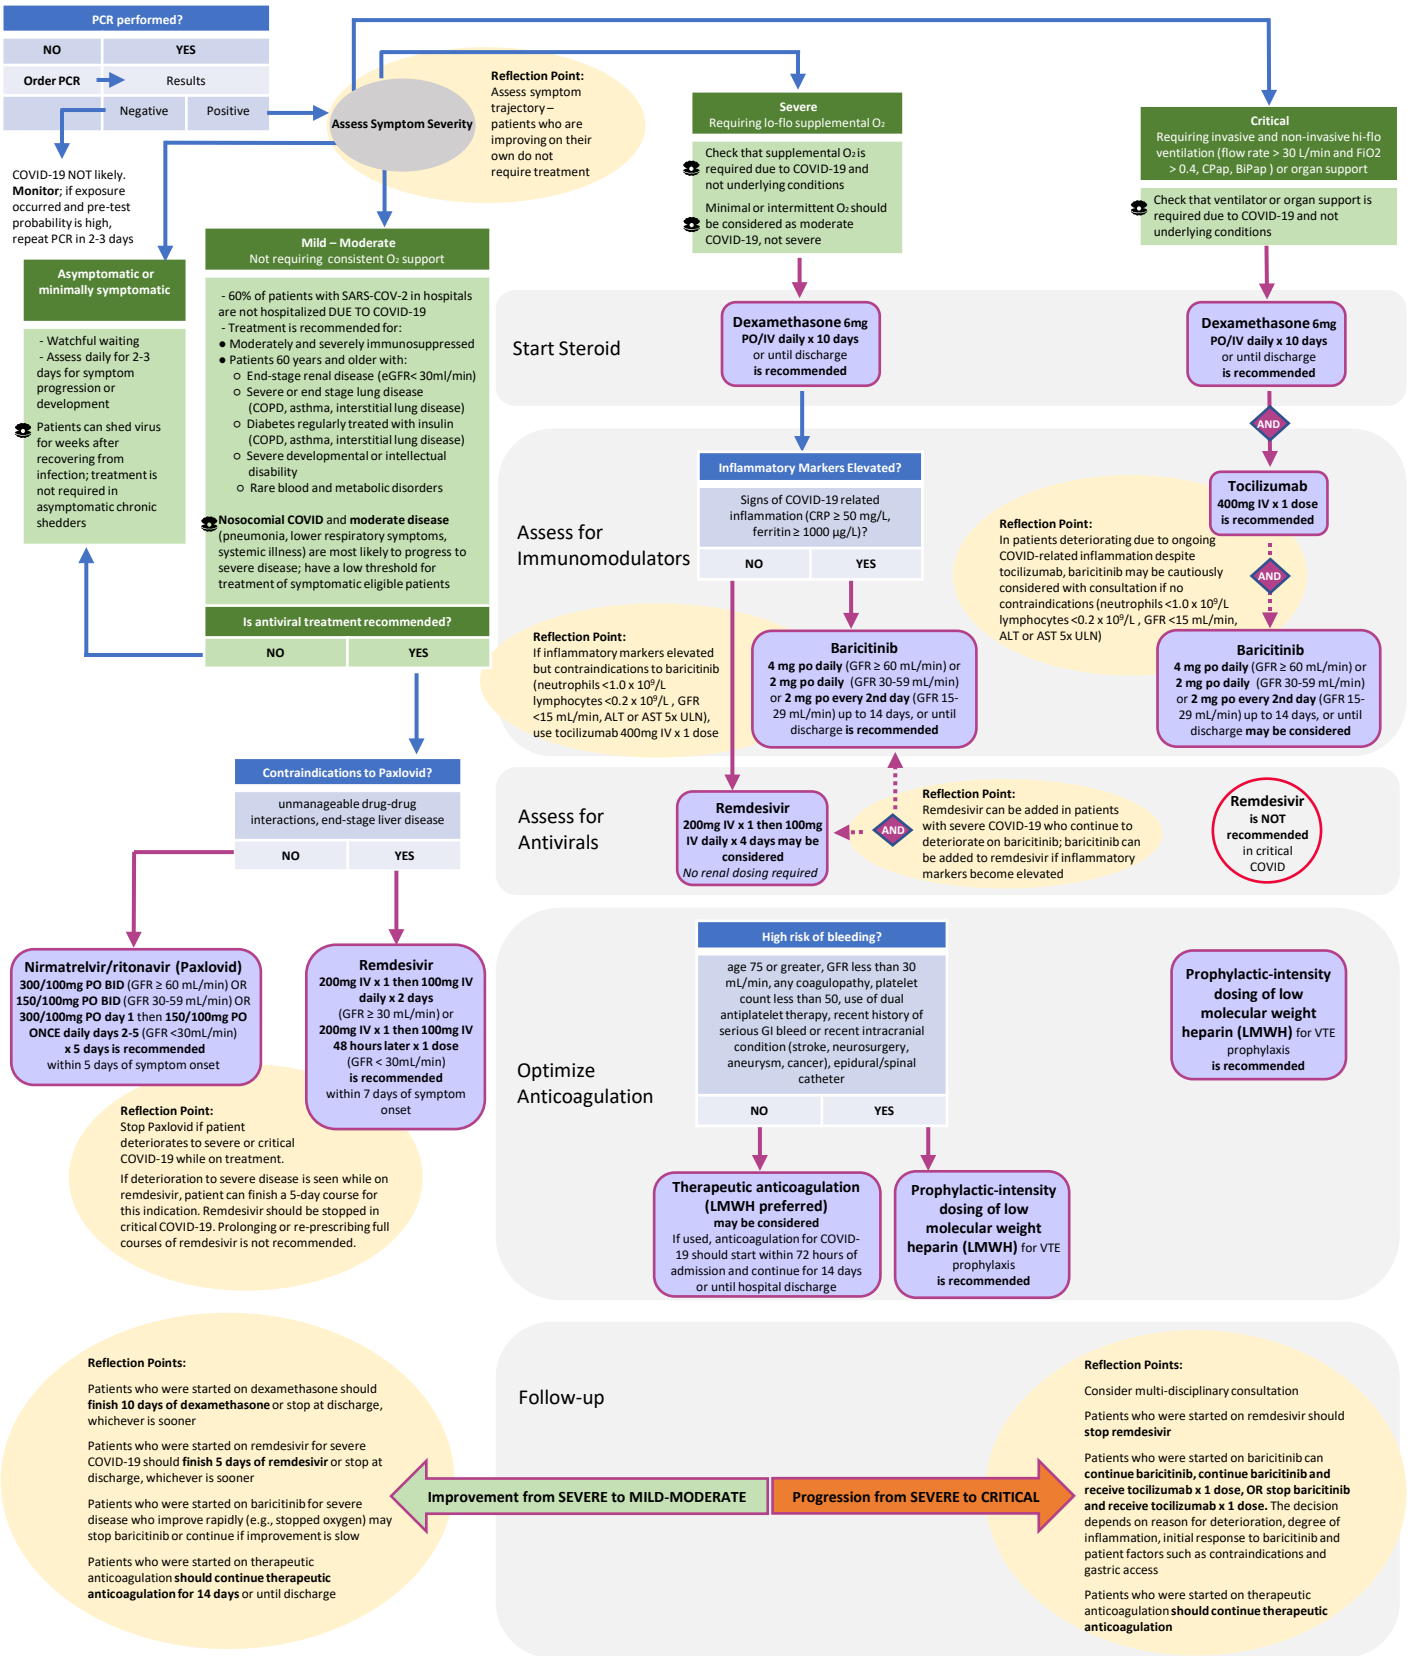 PCR performed?
NO
YES
Order PCR
Results
Negative
Positive
COVID-19 NOT likely.
Monitor; if exposure
occurred and pre-test
probability is high,
repeat PCR in 2-3 days
Assess Symptom Severity
Reflection Point:
Assess symptom
trajectory –
patients who are
improving on their
own do not
require treatment
Severe
Requiring lo-flo supplemental O₂
Check that supplemental O₂ is
required due to COVID-19 and
not underlying conditions
Minimal or intermittent O₂ should
be considered as moderate
COVID-19, not severe
Critical
Requiring invasive and non-invasive hi-flo
ventilation (flow rate > 30 L/min and FiO2
> 0.4, CPap, BiPap ) or organ support
Check that ventilator or organ support is
required due to COVID-19 and not
underlying conditions
Asymptomatic or
minimally symptomatic
- Watchful waiting
- Assess daily for 2-3
days for symptom
progression or
development
Patients can shed virus
for weeks after
recovering from
infection; treatment is
not required in
asymptomatic chronic
shedders
Mild – Moderate
Not requiring consistent O₂ support
- 60% of patients with SARS-COV-2 in hospitals
are not hospitalized DUE TO COVID-19
- Treatment is recommended for:
● Moderately and severely immunosuppressed
● Patients 60 years and older with:
○ End-stage renal disease (eGFR< 30ml/min)
○ Severe or end stage lung disease
(COPD, asthma, interstitial lung disease)
○ Diabetes regularly treated with insulin
(COPD, asthma, interstitial lung disease)
○ Severe developmental or intellectual
disability
○ Rare blood and metabolic disorders
Nosocomial COVID and moderate disease
(pneumonia, lower respiratory symptoms,
systemic illness) are most likely to progress to
severe disease; have a low threshold for
treatment of symptomatic eligible patients
Is antiviral treatment recommended?
NO
YES
Contraindications to Paxlovid?
unmanageable drug-drug
interactions, end-stage liver disease
NO
YES
Nirmatrelvir/ritonavir (Paxlovid)
300/100mg PO BID (GFR ≥ 60 mL/min) OR
150/100mg PO BID (GFR 30-59 mL/min) OR
300/100mg PO day 1 then 150/100mg PO
ONCE daily days 2-5 (GFR <30mL/min)
x 5 days is recommended
within 5 days of symptom onset
Remdesivir
200mg IV x 1 then 100mg IV
daily x 2 days
(GFR ≥ 30 mL/min) or
200mg IV x 1 then 100mg IV
48 hours later x 1 dose
(GFR < 30mL/min)
is recommended
within 7 days of symptom
onset
Reflection Point:
Stop Paxlovid if patient
deteriorates to severe or critical
COVID-19 while on treatment.
If deterioration to severe disease is seen while on
remdesivir, patient can finish a 5-day course for
this indication. Remdesivir should be stopped in
critical COVID-19. Prolonging or re-prescribing full
courses of remdesivir is not recommended.
Start Steroid
Dexamethasone 6mg
PO/IV daily x 10 days
or until discharge
is recommended
Dexamethasone 6mg
PO/IV daily x 10 days
or until discharge
is recommended
AND
Assess for
Immunomodulators
Inflammatory Markers Elevated?
Signs of COVID-19 related
inflammation (CRP ≥ 50 mg/L,
ferritin ≥ 1000 µg/L)?
NO
YES
Reflection Point:
If inflammatory markers elevated
but contraindications to baricitinib
(neutrophils <1.0 x 10⁹/L
lymphocytes <0.2 x 10⁹/L , GFR
<15 mL/min, ALT or AST 5x ULN),
use tocilizumab 400mg IV x 1 dose
Baricitinib
4 mg po daily (GFR ≥ 60 mL/min) or
2 mg po daily (GFR 30-59 mL/min)
or 2 mg po every 2nd day (GFR 15-
29 mL/min) up to 14 days, or until
discharge is recommended
Tocilizumab
400mg IV x 1 dose
is recommended
Reflection Point:
In patients deteriorating due to ongoing
COVID-related inflammation despite
tocilizumab, baricitinib may be cautiously
considered with consultation if no
contraindications (neutrophils <1.0 x 10⁹/L
lymphocytes <0.2 x 10⁹/L , GFR <15 mL/min,
ALT or AST 5x ULN)
AND
Baricitinib
4 mg po daily (GFR ≥ 60 mL/min) or
2 mg po daily (GFR 30-59 mL/min)
or 2 mg po every 2nd day (GFR 15-
29 mL/min) up to 14 days, or until
discharge may be considered
Assess for
Antivirals
Remdesivir
200mg IV x 1 then 100mg
IV daily x 4 days may be
considered
No renal dosing required
AND
Reflection Point:
Remdesivir can be added in patients
with severe COVID-19 who continue to
deteriorate on baricitinib; baricitinib can
be added to remdesivir if inflammatory
markers become elevated
Remdesivir
is NOT
recommended
in critical
COVID
Optimize
Anticoagulation
High risk of bleeding?
age 75 or greater, GFR less than 30
mL/min, any coagulopathy, platelet
count less than 50, use of dual
antiplatelet therapy, recent history of
serious GI bleed or recent intracranial
condition (stroke, neurosurgery,
aneurysm, cancer), epidural/spinal
catheter
NO
YES
Therapeutic anticoagulation
(LMWH preferred)
may be considered
If used, anticoagulation for COVID-
19 should start within 72 hours of
admission and continue for 14 days
or until hospital discharge
Prophylactic-intensity
dosing of low
molecular weight
heparin (LMWH) for VTE
prophylaxis
is recommended
Prophylactic-intensity
dosing of low
molecular weight
heparin (LMWH) for VTE
prophylaxis
is recommended
Follow-up
Reflection Points:
Patients who were started on dexamethasone should
finish 10 days of dexamethasone or stop at discharge,
whichever is sooner
Patients who were started on remdesivir for severe
COVID-19 should finish 5 days of remdesivir or stop at
discharge, whichever is sooner
Patients who were started on baricitinib for severe
disease who improve rapidly (e.g., stopped oxygen) may
stop baricitinib or continue if improvement is slow
Patients who were started on therapeutic
anticoagulation should continue therapeutic
anticoagulation for 14 days or until discharge
Improvement from SEVERE to MILD-MODERATE
Progression from SEVERE to CRITICAL
Reflection Points:
Consider multi-disciplinary consultation
Patients who were started on remdesivir should
stop remdesivir
Patients who were started on baricitinib can
continue baricitinib, continue baricitinib and
receive tocilizumab x 1 dose, OR stop baricitinib
and receive tocilizumab x 1 dose. The decision
depends on reason for deterioration, degree of
inflammation, initial response to baricitinib and
patient factors such as contraindications and
gastric access
Patients who were started on therapeutic
anticoagulation should continue therapeutic
anticoagulation